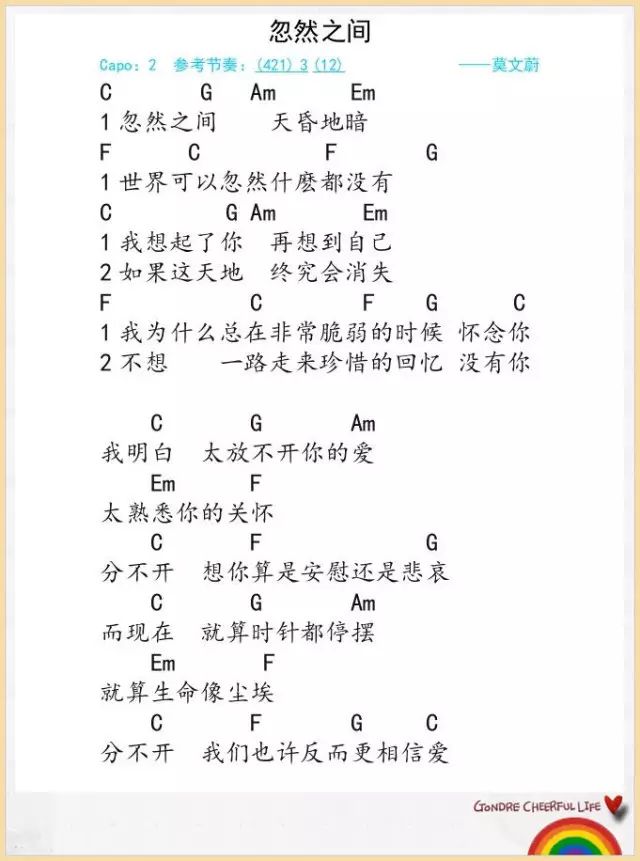 忽然之间
Capo：2 参考节奏：(421) 3 (12) ——莫文蔚
C G Am Em
1 忽然之间 天昏地暗
F C F G
1 世界可以忽然什麽都没有
C G Am Em
1 我想起了你 再想到自己
2 如果这天地 终究会消失
F C F G C
1 我为什么总在非常脆弱的时候 怀念你
2 不想 一路走来珍惜的回忆 没有你
C G Am
我明白 太放不开你的爱
Em F
太熟悉你的关怀
C F G
分不开 想你算是安慰还是悲哀
C G Am
而现在 就算时针都停摆
Em F
就算生命像尘埃
C F G C
分不开 我们也许反而更相信爱
GONDRE CHEERFUL LIFE